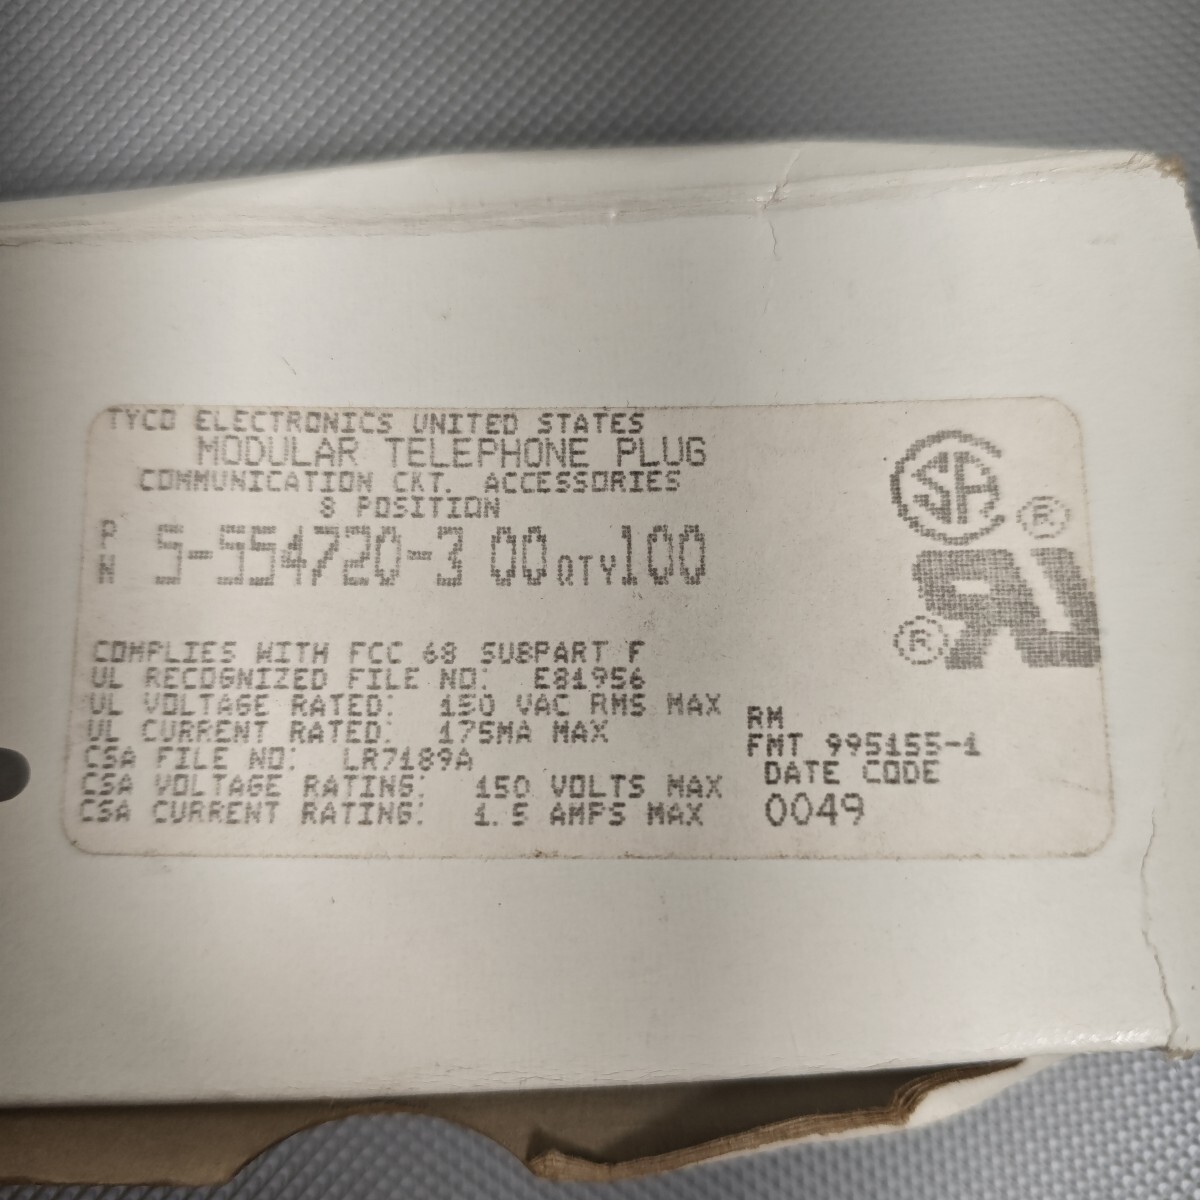 TYCO ELECTRONICS UNITED STATES
MODULAR TELEPHONE PLUG
COMMUNICATION CKT. ACCESSORIES
8 POSITION
PN 5-554720-3 00 QTY 100
COMPLIES WITH FCC 68 SUBPART F
UL RECOGNIZED FILE NO: E81956
UL VOLTAGE RATED: 150 VAC RMS MAX
UL CURRENT RATED: 175MA MAX
CSA FILE NO: LR7189A
CSA VOLTAGE RATING: 150 VOLTS MAX
CSA CURRENT RATING: 1.5 AMPS MAX
SA ®
® RU
RM
FMT 995155-1
DATE CODE
0049